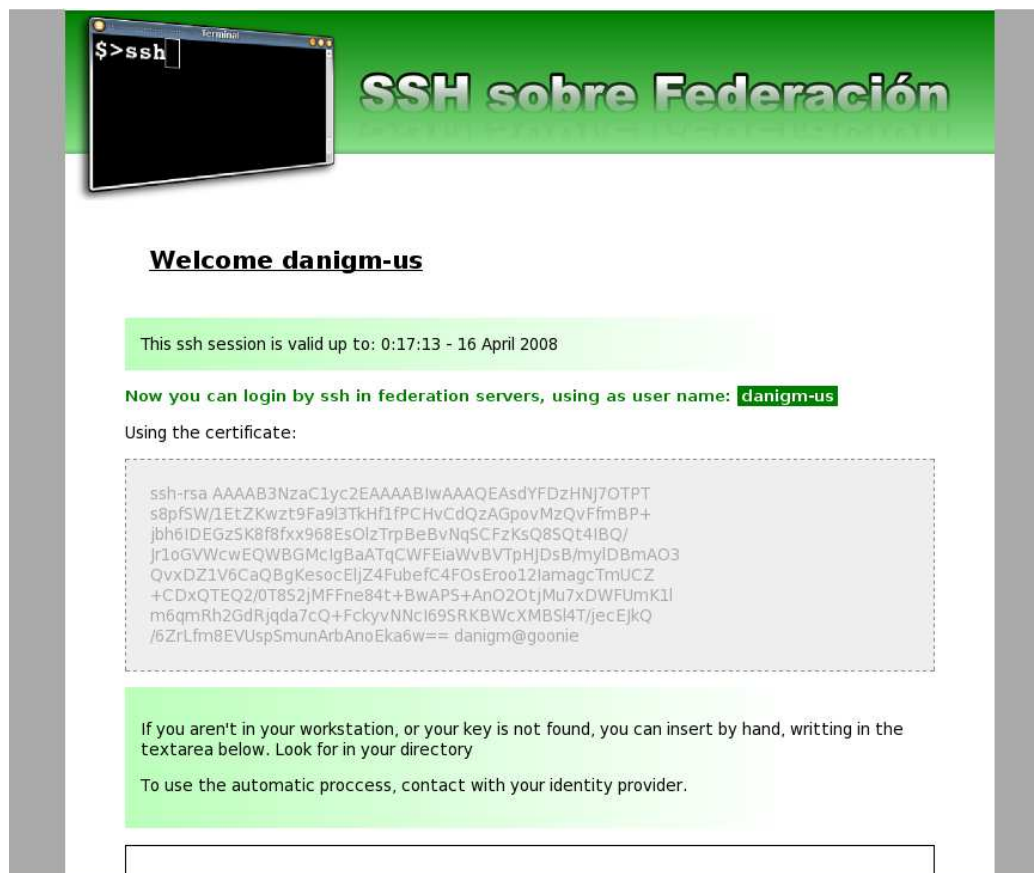 Terminal
$>ssh
SSH sobre Federación
Welcome danigm-us
This ssh session is valid up to: 0:17:13 - 16 April 2008
Now you can login by ssh in federation servers, using as user name: danigm-us
Using the certificate:
ssh-rsa AAAAB3NzaC1yc2EAAAABIwAAAQEAsdYFDzHNJ7OTPT
s8pfSW/1EtZKwzt9Fa9l3TkHf1fPCHvCdQzAGpovMzQvFfmBP+
jbh6IDEGzSK8f8fxx968EsOlzTrpBeBvNqSCFzKsQ8SQt4IBQ/
Jr1oGVWcwEQWBGMcIgBaATqCWFEiaWvBVTpHJDsB/mylDBmAO3
QvxDZ1V6CaQBgKesocEljZ4FubefC4FOsEroo12IamagcTmUCZ
+CDxQTEQ2/0T8S2jMFFne84t+BwAPS+AnO2OtjMu7xDWFUmK1l
m6qmRh2GdRjqda7cQ+FckyvNNcI69SRKBWcXMBSl4T/jecEJkQ
/6ZrLfm8EVUspSmunArbAnoEka6w== danigm@goonie
If you aren't in your workstation, or your key is not found, you can insert by hand, writting in the
textarea below. Look for in your directory
To use the automatic proccess, contact with your identity provider.